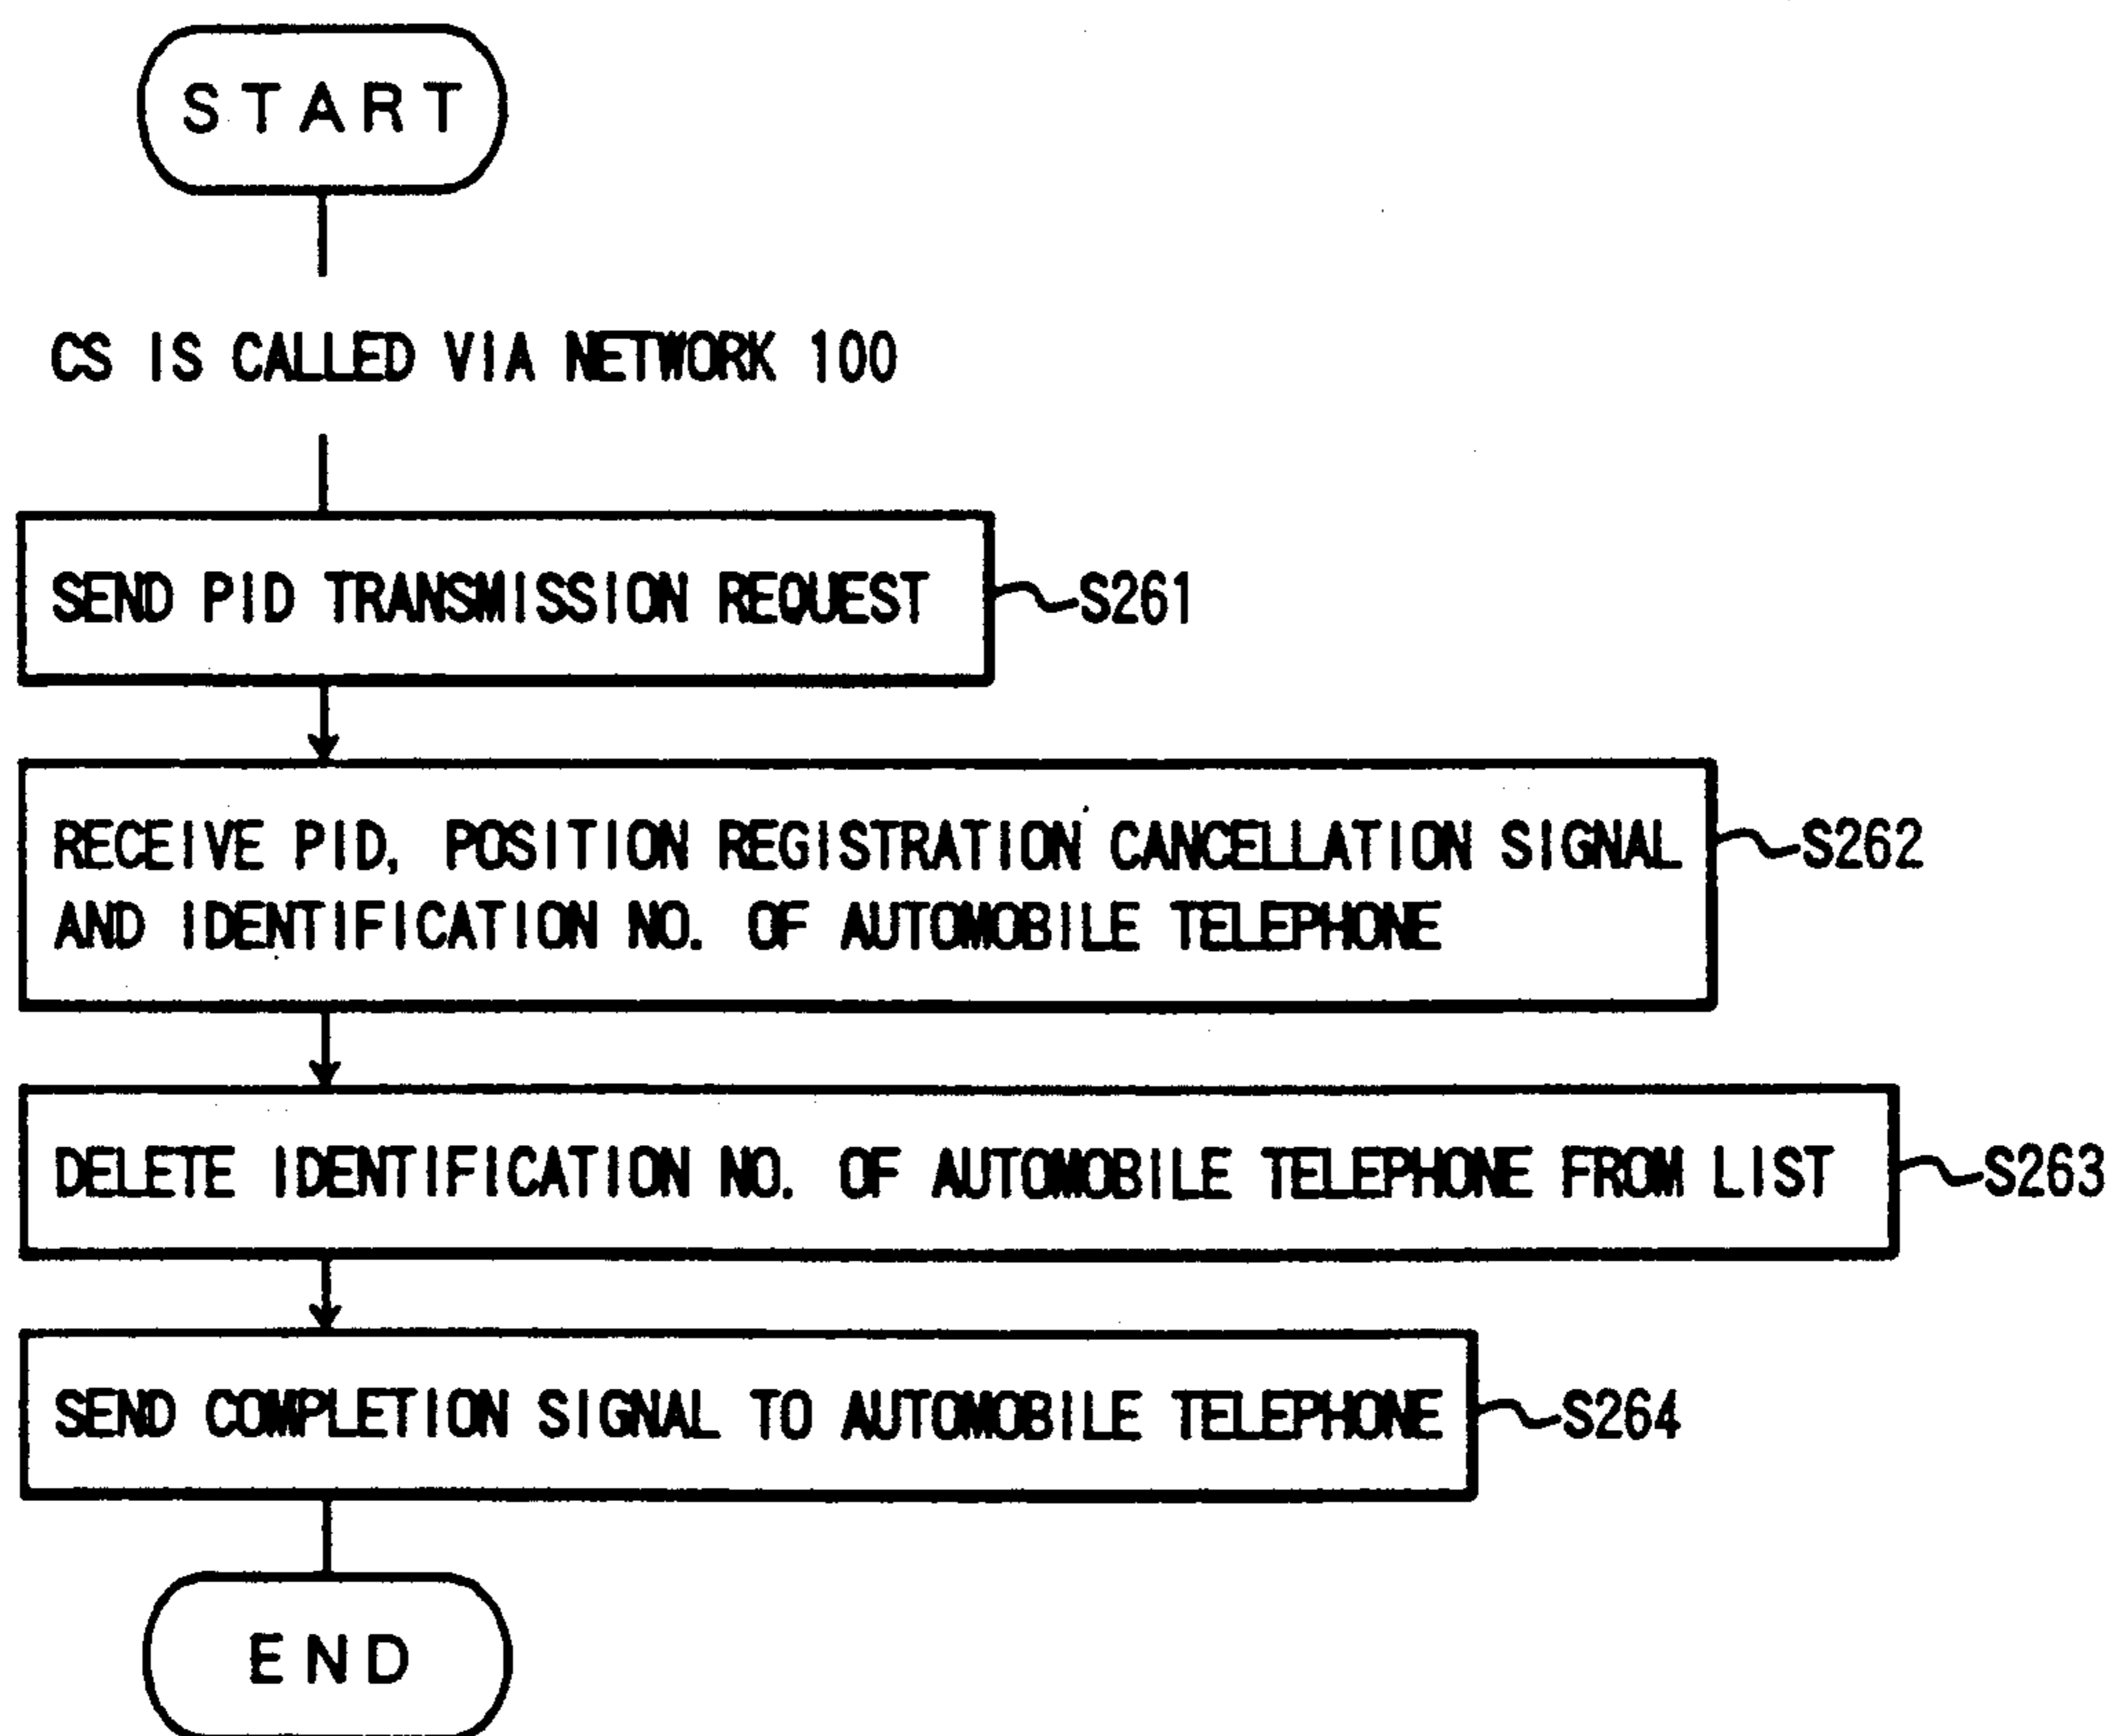 START
CS IS CALLED VIA NETWORK 100
SEND PID TRANSMISSION REQUEST
S261
RECEIVE PID, POSITION REGISTRATION CANCELLATION SIGNAL
AND IDENTIFICATION NO. OF AUTOMOBILE TELEPHONE
S262
DELETE IDENTIFICATION NO. OF AUTOMOBILE TELEPHONE FROM LIST
S263
SEND COMPLETION SIGNAL TO AUTOMOBILE TELEPHONE
S264
END